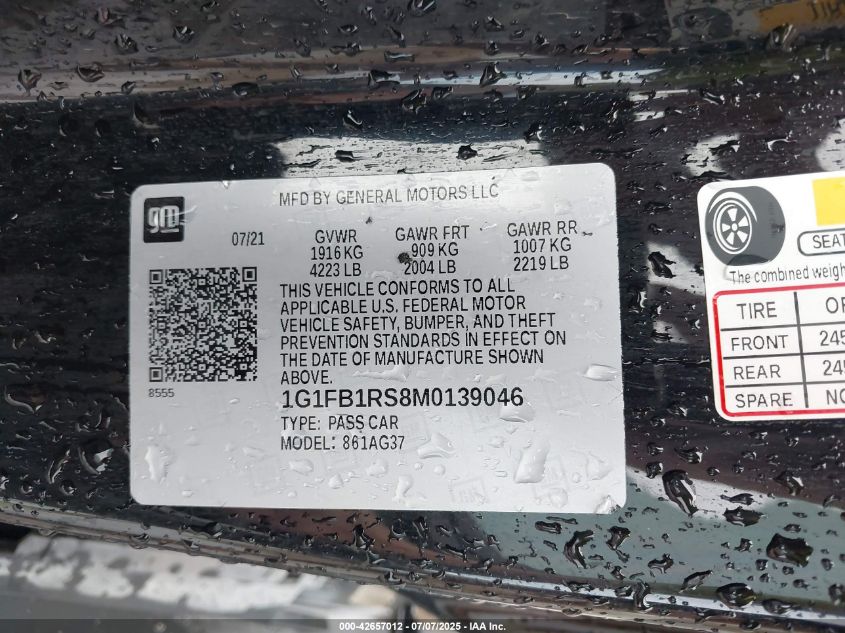 MFD BY GENERAL MOTORS LLC
gm
07/21
GVWR GAWR FRT GAWR RR
1916 KG 909 KG 1007 KG
4223 LB 2004 LB 2219 LB
THIS VEHICLE CONFORMS TO ALL
APPLICABLE U.S. FEDERAL MOTOR
VEHICLE SAFETY, BUMPER, AND THEFT
PREVENTION STANDARDS IN EFFECT ON
THE DATE OF MANUFACTURE SHOWN
ABOVE.
8555
1G1FB1RS8M0139046
TYPE: PASS CAR
MODEL: 861AG37
SEAT
The combined weigh
TIRE
FRONT 245
REAR 245
SPARE
000-42657012 - 07/07/2025 - IAA Inc.